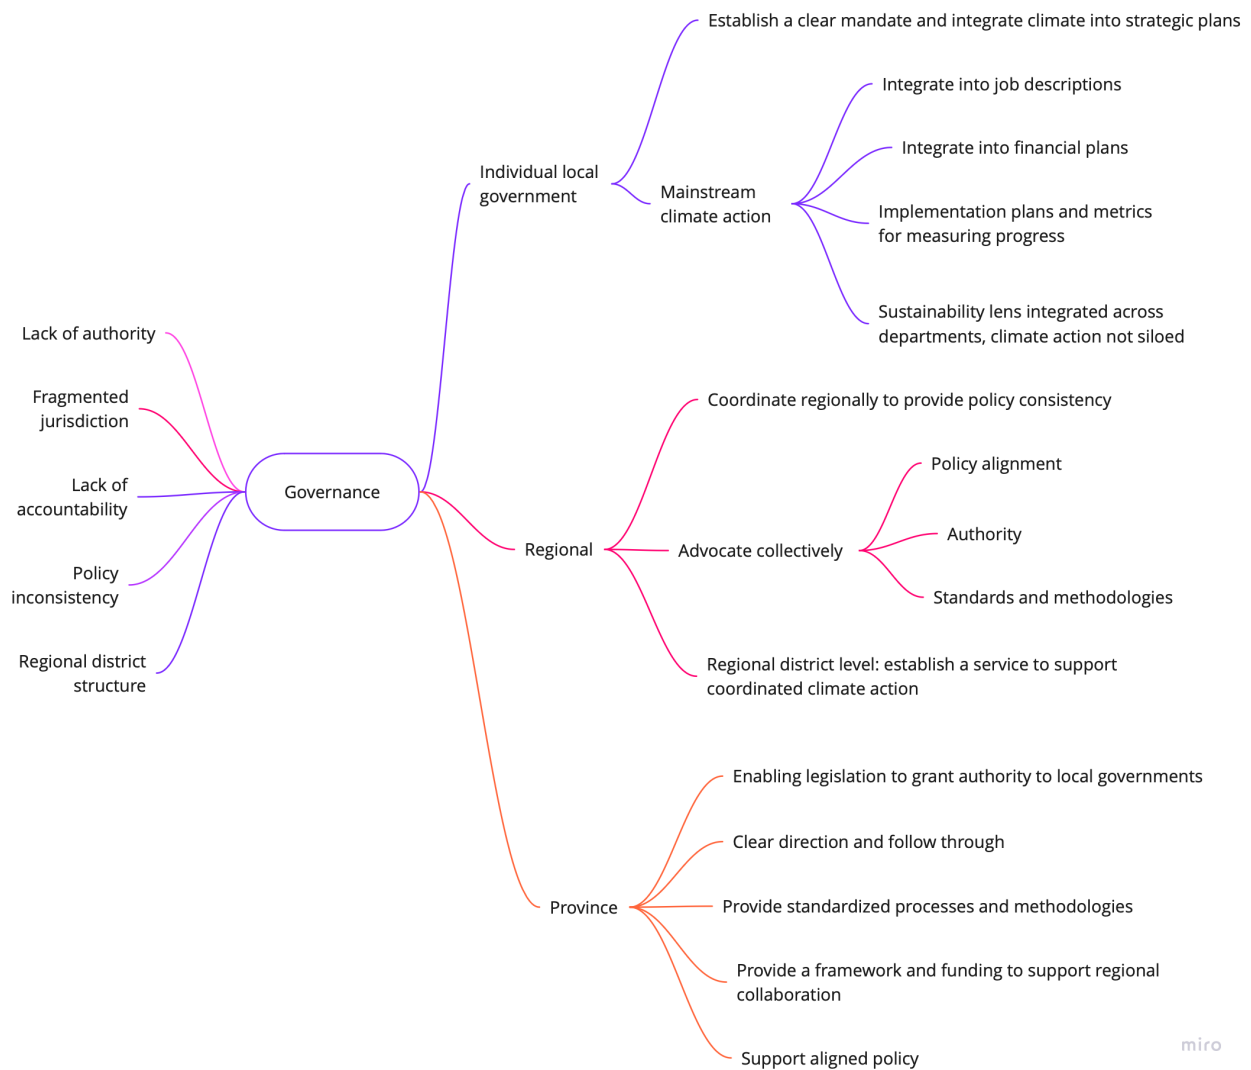 Establish a clear mandate and integrate climate into strategic plans
Integrate into job descriptions
Integrate into financial plans
Individual local
government
Mainstream
climate action
Implementation plans and metrics
for measuring progress
Sustainability lens integrated across
departments, climate action not siloed
Lack of authority
Fragmented
jurisdiction
Lack of
accountability
Policy
inconsistency
Regional district
structure
Governance
Coordinate regionally to provide policy consistency
Regional
Advocate collectively
Policy alignment
Authority
Standards and methodologies
Regional district level: establish a service to support
coordinated climate action
Province
Enabling legislation to grant authority to local governments
Clear direction and follow through
Provide standardized processes and methodologies
Provide a framework and funding to support regional
collaboration
Support aligned policy
miro